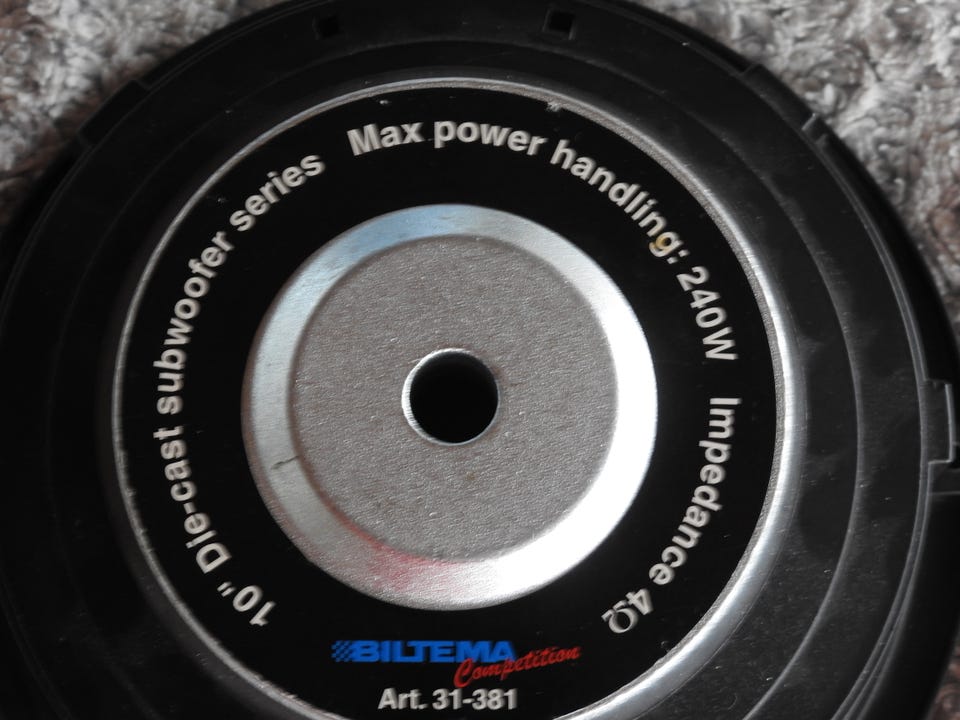 10" Die-cast subwoofer series
Max power handling: 240W
Impedance 4Ω
BILTEMA
Competition
Art. 31-381